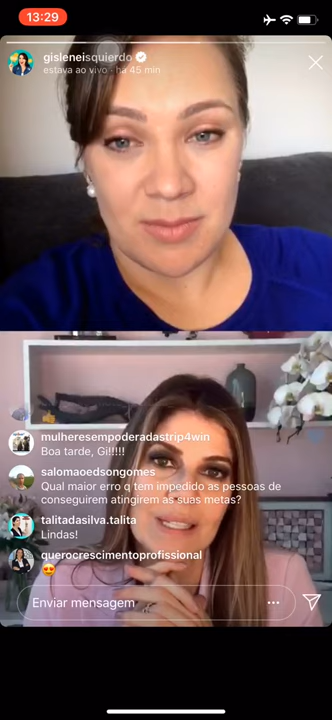 13:29
gisleneisquierdo
estava ao vivo · há 45 min
mulheresempoderadastrip4win
Boa tarde, Gi!!!!!
salomaoedsongomes
Qual maior erro q tem impedido as pessoas de
conseguirem atingirem as suas metas?
talitadasilva.talita
Lindas!
querocrescimentoprofissional
😍
Enviar mensagem